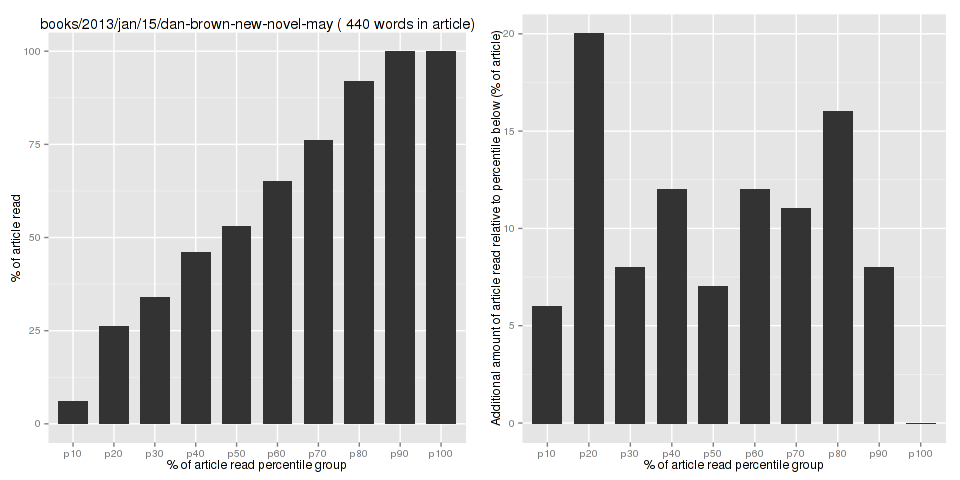 books/2013/jan/15/dan-brown-new-novel-may ( 440 words in article)
% of article read
100
75
50
25
0
p10 p20 p30 p40 p50 p60 p70 p80 p90 p100
% of article read percentile group
Additional amount of article read relative to percentile below (% of article)
20
15
10
5
0
p10 p20 p30 p40 p50 p60 p70 p80 p90 p100
% of article read percentile group